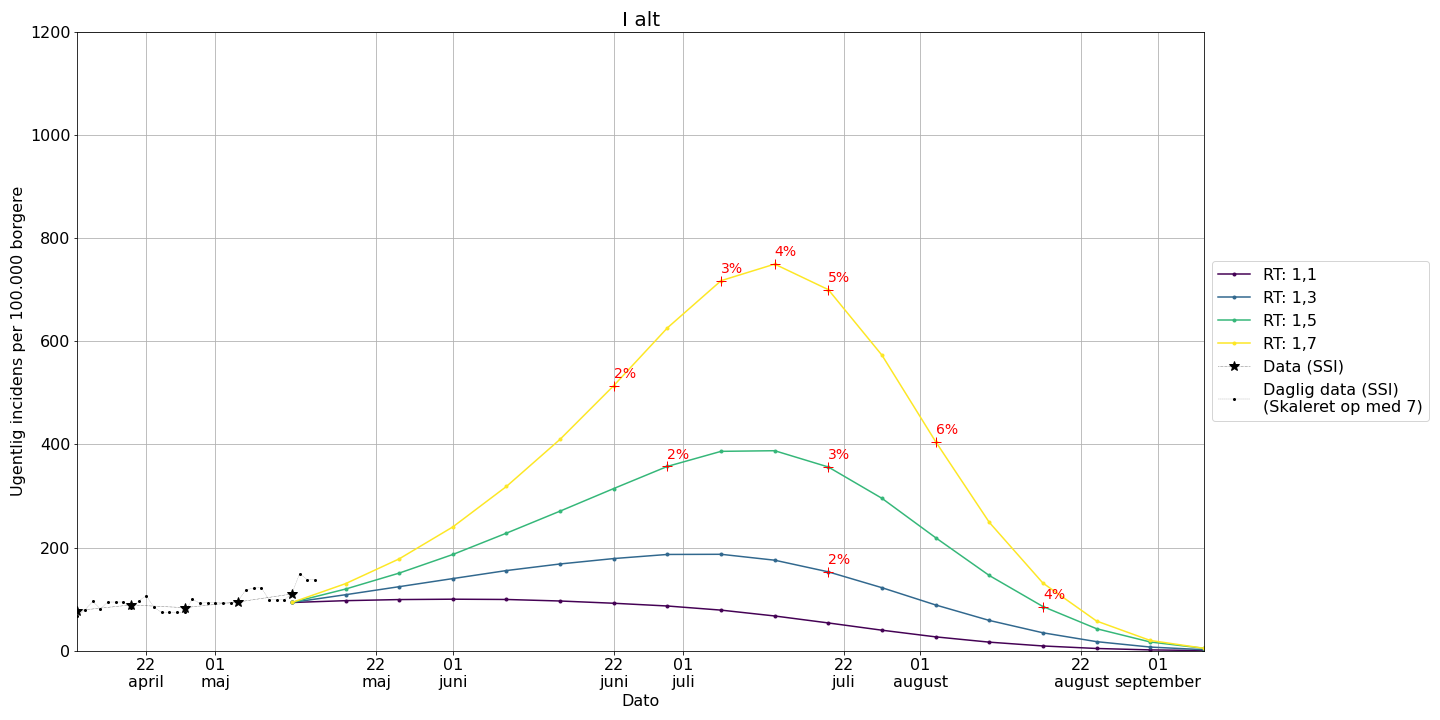 I alt
1200
1000
800
600
400
200
0
Ugentlig incidens per 100.000 borgere
4%
3%
5%
2%
6%
2%
3%
2%
4%
22
april
01
maj
22
maj
01
juni
22
juni
01
juli
22
juli
01
august
22
august
01
september
Dato
RT: 1,1
RT: 1,3
RT: 1,5
RT: 1,7
Data (SSI)
Daglig data (SSI)
(Skaleret op med 7)